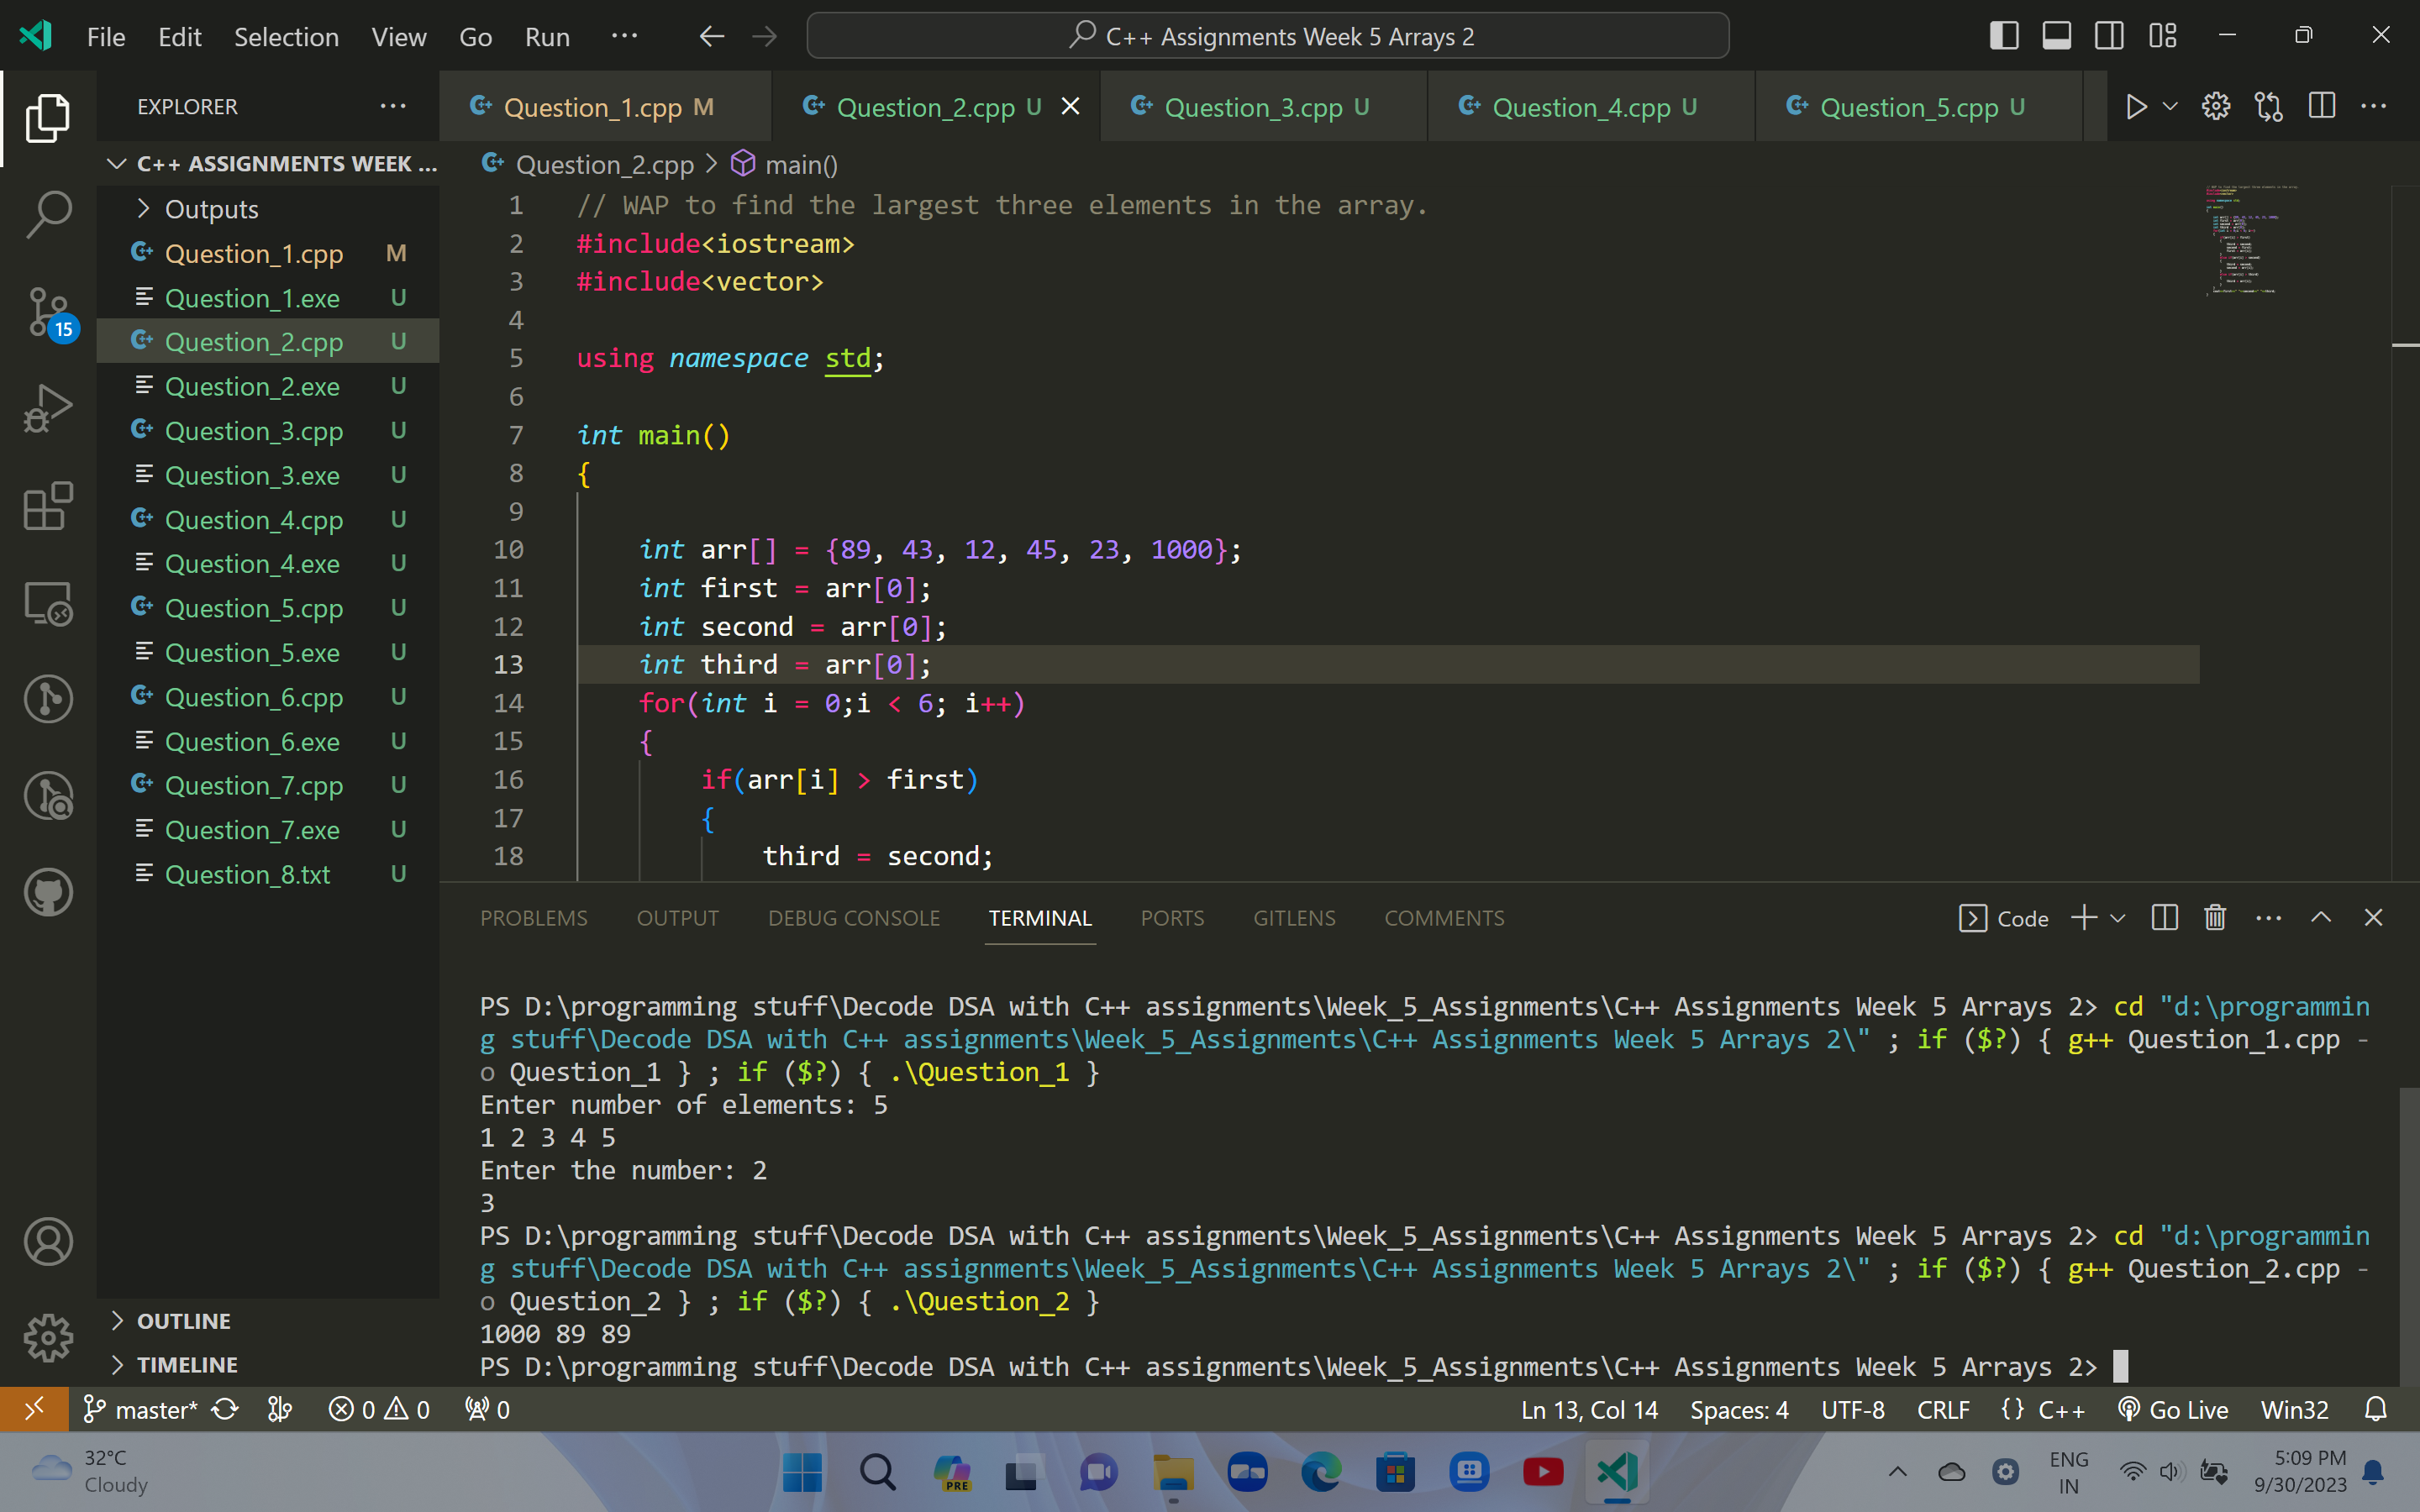 File Edit Selection View Go Run ··· C++ Assignments Week 5 Arrays 2
EXPLORER
C++ ASSIGNMENTS WEEK ...
Outputs
Question_1.cpp M
Question_1.exe U
Question_2.cpp U
Question_2.exe U
Question_3.cpp U
Question_3.exe U
Question_4.cpp U
Question_4.exe U
Question_5.cpp U
Question_5.exe U
Question_6.cpp U
Question_6.exe U
Question_7.cpp U
Question_7.exe U
Question_8.txt U
OUTLINE
TIMELINE
15
Question_1.cpp M Question_2.cpp U Question_3.cpp U Question_4.cpp U Question_5.cpp U
Question_2.cpp > main()
1 // WAP to find the largest three elements in the array.
2 #include<iostream>
3 #include<vector>
4
5 using namespace std;
6
7 int main()
8 {
9
10 int arr[] = {89, 43, 12, 45, 23, 1000};
11 int first = arr[0];
12 int second = arr[0];
13 int third = arr[0];
14 for(int i = 0;i < 6; i++)
15 {
16 if(arr[i] > first)
17 {
18 third = second;
PROBLEMS OUTPUT DEBUG CONSOLE TERMINAL PORTS GITLENS COMMENTS Code
PS D:\programming stuff\Decode DSA with C++ assignments\Week_5_Assignments\C++ Assignments Week 5 Arrays 2> cd "d:\programmin
g stuff\Decode DSA with C++ assignments\Week_5_Assignments\C++ Assignments Week 5 Arrays 2\" ; if ($?) { g++ Question_1.cpp -
o Question_1 } ; if ($?) { .\Question_1 }
Enter number of elements: 5
1 2 3 4 5
Enter the number: 2
3
PS D:\programming stuff\Decode DSA with C++ assignments\Week_5_Assignments\C++ Assignments Week 5 Arrays 2> cd "d:\programmin
g stuff\Decode DSA with C++ assignments\Week_5_Assignments\C++ Assignments Week 5 Arrays 2\" ; if ($?) { g++ Question_2.cpp -
o Question_2 } ; if ($?) { .\Question_2 }
1000 89 89
PS D:\programming stuff\Decode DSA with C++ assignments\Week_5_Assignments\C++ Assignments Week 5 Arrays 2>
master* 0 0 0 Ln 13, Col 14 Spaces: 4 UTF-8 CRLF {} C++ Go Live Win32
32°C
Cloudy
PRE
ENG
IN
5:09 PM
9/30/2023